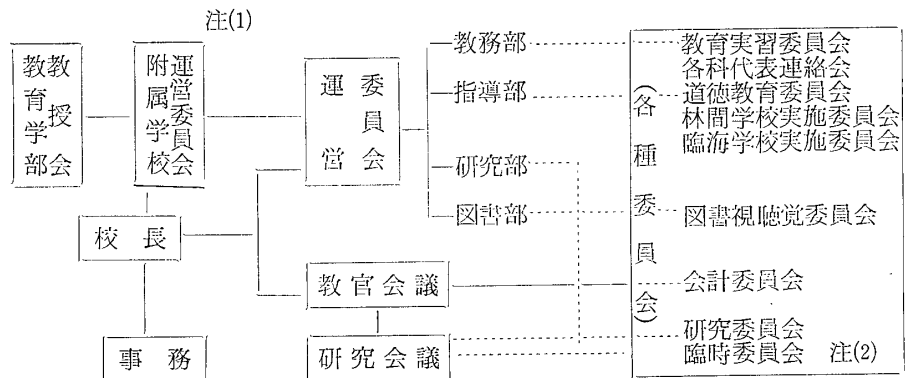 注(1)
教育学部
教授会
附属学校
運営委員会
運営
委員会
教務部
指導部
研究部
図書部
校長
教官会議
事務
研究会議
(各種委員会)
教育実習委員会
各科代表連絡会
道徳教育委員会
林間学校実施委員会
臨海学校実施委員会
図書視聴覚委員会
会計委員会
研究委員会
臨時委員会 注(2)